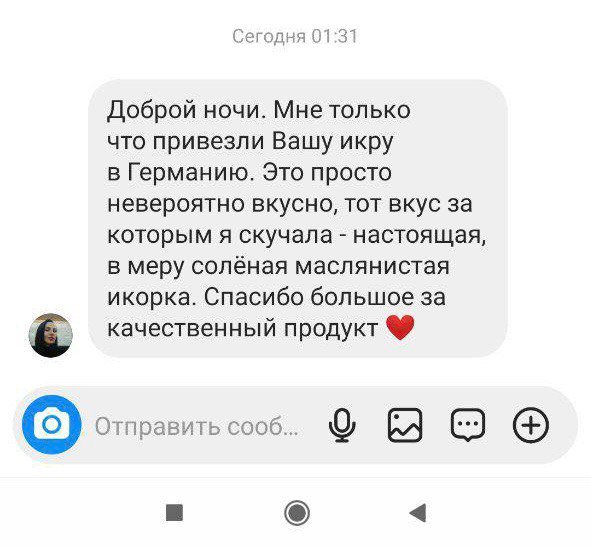 Сегодня 01:31
Доброй ночи. Мне только
что привезли Вашу икру
в Германию. Это просто
невероятно вкусно, тот вкус за
которым я скучала - настоящая,
в меру солёная маслянистая
икорка. Спасибо большое за
качественный продукт ❤️
Отправить сооб...